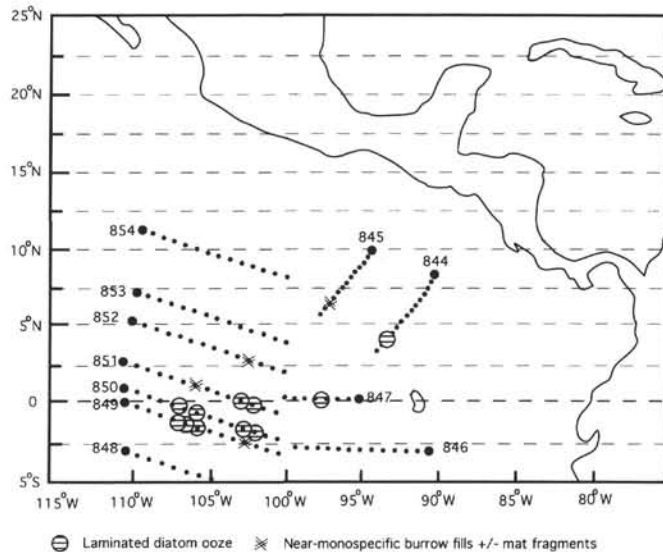 25°N
20°N
15°N
10°N
5°N
0
5°S
854
845
844
853
852
851
850
849
848
847
846
115°W 110°W 105°W 100°W 95°W 90°W 85°W 80°W
Laminated diatom ooze Near-monospecific burrow fills +/- mat fragments